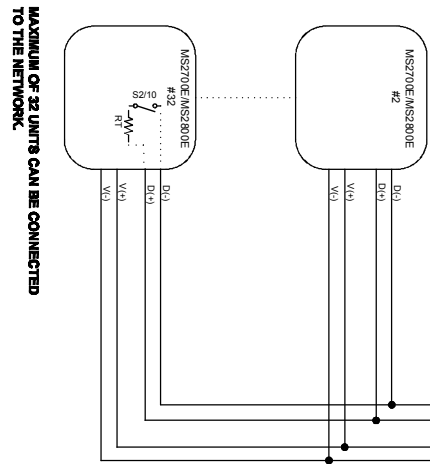 MS2700E/MS2800E
#2
D(-)
D(+)
V(+)
V(-)
MS2700E/MS2800E
#32
S2/10
RT
D(-)
D(+)
V(+)
V(-)
MAXIMUM OF 32 UNITS CAN BE CONNECTED
TO THE NETWORK.